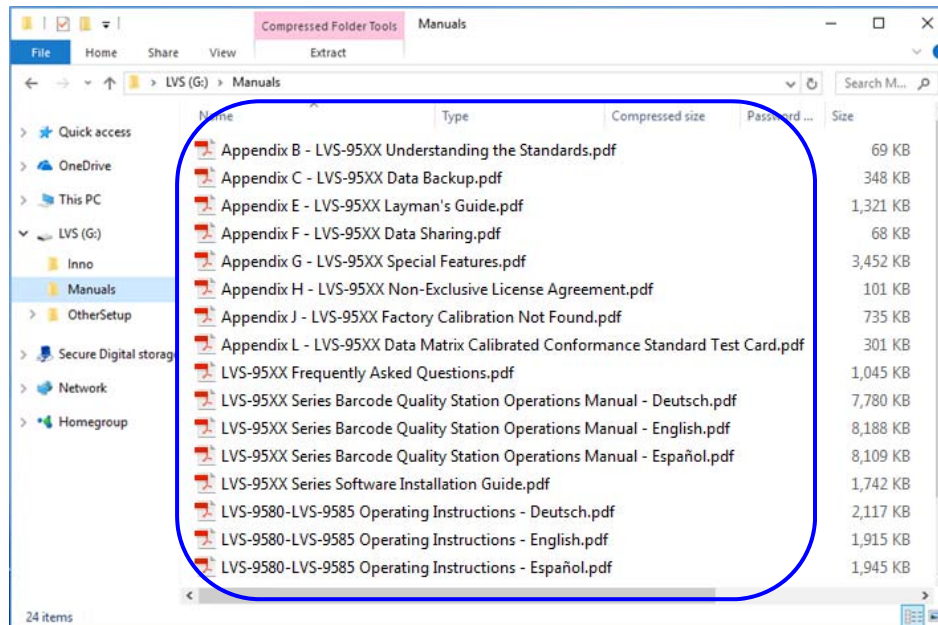 Compressed Folder Tools Manuals
File Home Share View Extract
LVS (G:) > Manuals Search M...
Name Type Compressed size Password ... Size
Quick access
OneDrive
This PC
LVS (G:)
Inno
Manuals
OtherSetup
Secure Digital storag
Network
Homegroup
Appendix B - LVS-95XX Understanding the Standards.pdf 69 KB
Appendix C - LVS-95XX Data Backup.pdf 348 KB
Appendix E - LVS-95XX Layman's Guide.pdf 1,321 KB
Appendix F - LVS-95XX Data Sharing.pdf 68 KB
Appendix G - LVS-95XX Special Features.pdf 3,452 KB
Appendix H - LVS-95XX Non-Exclusive License Agreement.pdf 101 KB
Appendix J - LVS-95XX Factory Calibration Not Found.pdf 735 KB
Appendix L - LVS-95XX Data Matrix Calibrated Conformance Standard Test Card.pdf 301 KB
LVS-95XX Frequently Asked Questions.pdf 1,045 KB
LVS-95XX Series Barcode Quality Station Operations Manual - Deutsch.pdf 7,780 KB
LVS-95XX Series Barcode Quality Station Operations Manual - English.pdf 8,188 KB
LVS-95XX Series Barcode Quality Station Operations Manual - Español.pdf 8,109 KB
LVS-95XX Series Software Installation Guide.pdf 1,742 KB
LVS-9580-LVS-9585 Operating Instructions - Deutsch.pdf 2,117 KB
LVS-9580-LVS-9585 Operating Instructions - English.pdf 1,915 KB
LVS-9580-LVS-9585 Operating Instructions - Español.pdf 1,945 KB
24 items